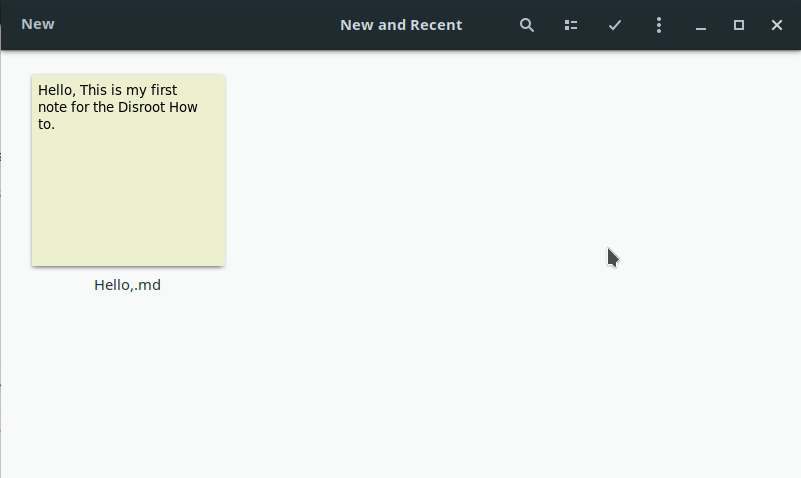 New
New and Recent
Hello, This is my first
note for the Disroot How
to.
Hello,.md